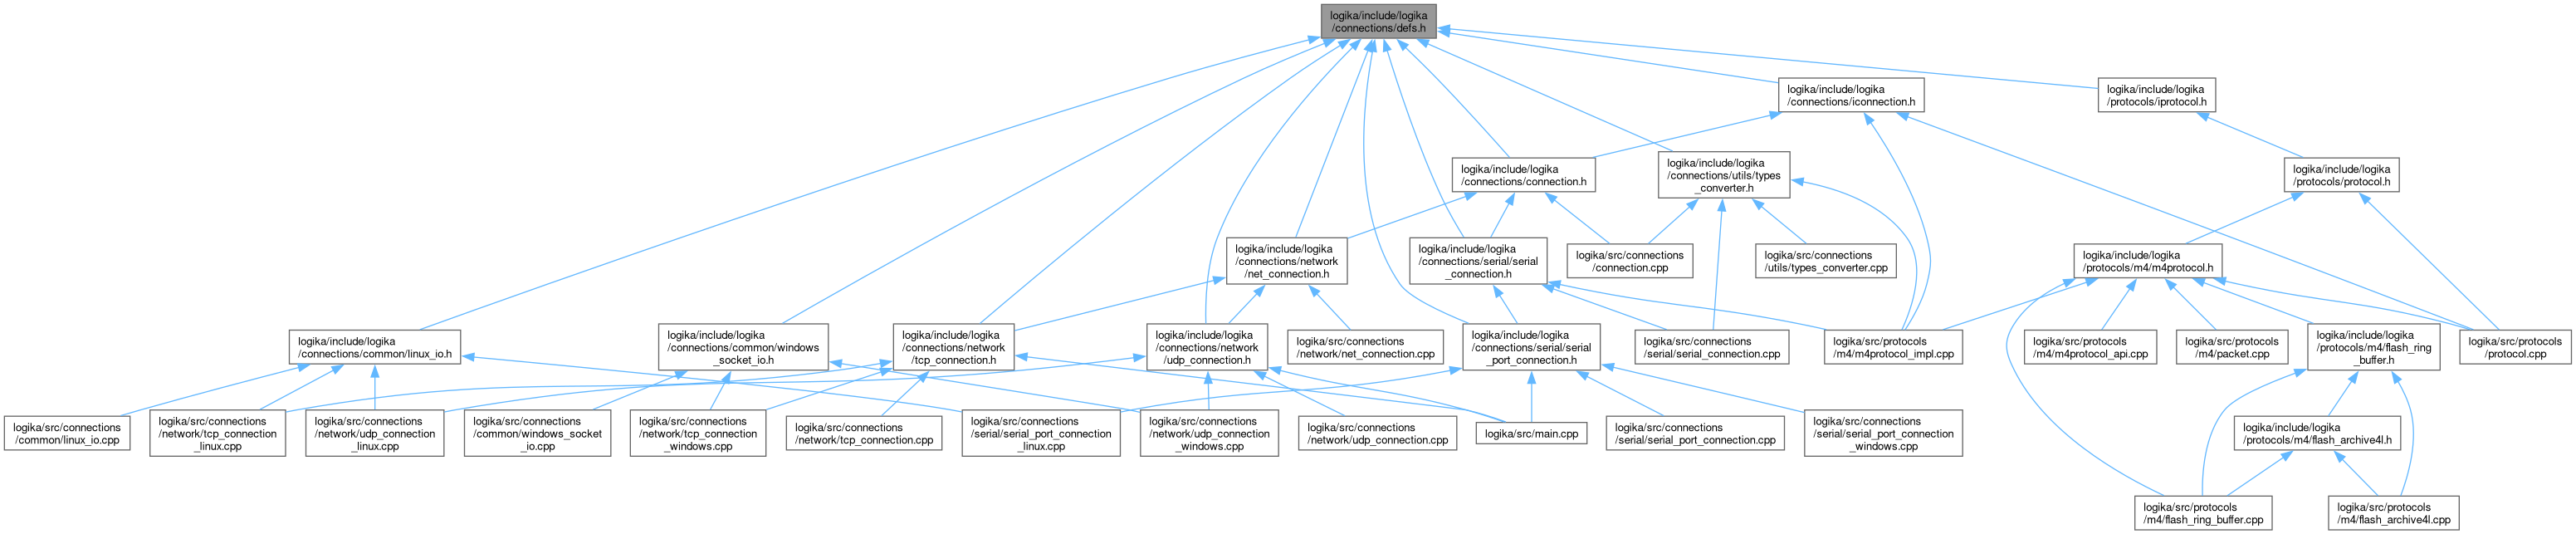 logika/include/logika
/connections/defs.h
logika/include/logika
/connections/iconnection.h
logika/include/logika
/protocols/iprotocol.h
logika/include/logika
/connections/connection.h
logika/include/logika
/connections/utils/types
_converter.h
logika/include/logika
/protocols/protocol.h
logika/include/logika
/connections/network
/net_connection.h
logika/include/logika
/connections/serial/serial
_connection.h
logika/src/connections
/connection.cpp
logika/src/connections
/utils/types_converter.cpp
logika/include/logika
/protocols/m4/m4protocol.h
logika/include/logika
/connections/common/linux_io.h
logika/include/logika
/connections/common/windows
_socket_io.h
logika/include/logika
/connections/network
/tcp_connection.h
logika/include/logika
/connections/network
/udp_connection.h
logika/src/connections
/network/net_connection.cpp
logika/include/logika
/connections/serial/serial
_port_connection.h
logika/src/connections
/serial/serial_connection.cpp
logika/src/protocols
/m4/m4protocol_impl.cpp
logika/src/protocols
/m4/m4protocol_api.cpp
logika/src/protocols
/m4/packet.cpp
logika/include/logika
/protocols/m4/flash_ring
_buffer.h
logika/src/protocols
/protocol.cpp
logika/src/connections
/common/linux_io.cpp
logika/src/connections
/network/tcp_connection
_linux.cpp
logika/src/connections
/network/udp_connection
_linux.cpp
logika/src/connections
/common/windows_socket
_io.cpp
logika/src/connections
/network/tcp_connection
_windows.cpp
logika/src/connections
/network/tcp_connection.cpp
logika/src/connections
/serial/serial_port_connection
_linux.cpp
logika/src/connections
/network/udp_connection
_windows.cpp
logika/src/connections
/network/udp_connection.cpp
logika/src/main.cpp
logika/src/connections
/serial/serial_port_connection.cpp
logika/src/connections
/serial/serial_port_connection
_windows.cpp
logika/include/logika
/protocols/m4/flash_archive4l.h
logika/src/protocols
/m4/flash_ring_buffer.cpp
logika/src/protocols
/m4/flash_archive4l.cpp